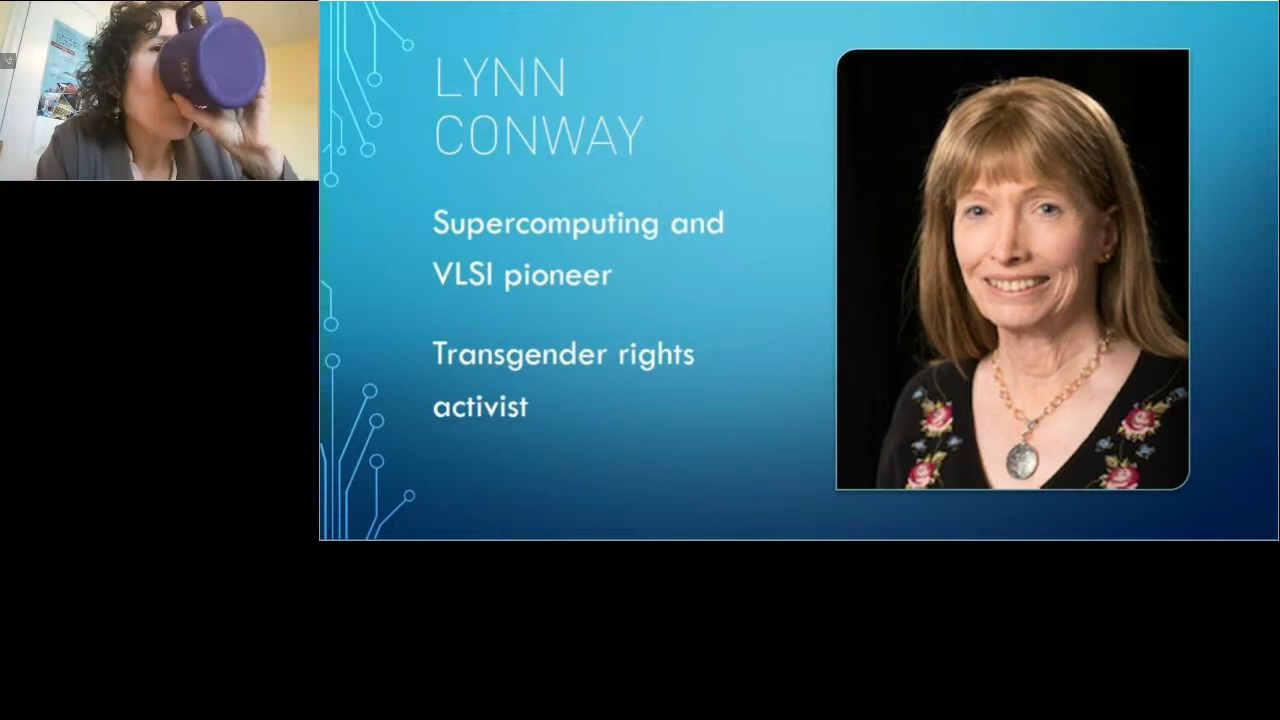 LYNN
CONWAY
Supercomputing and
VLSI pioneer
Transgender rights
activist